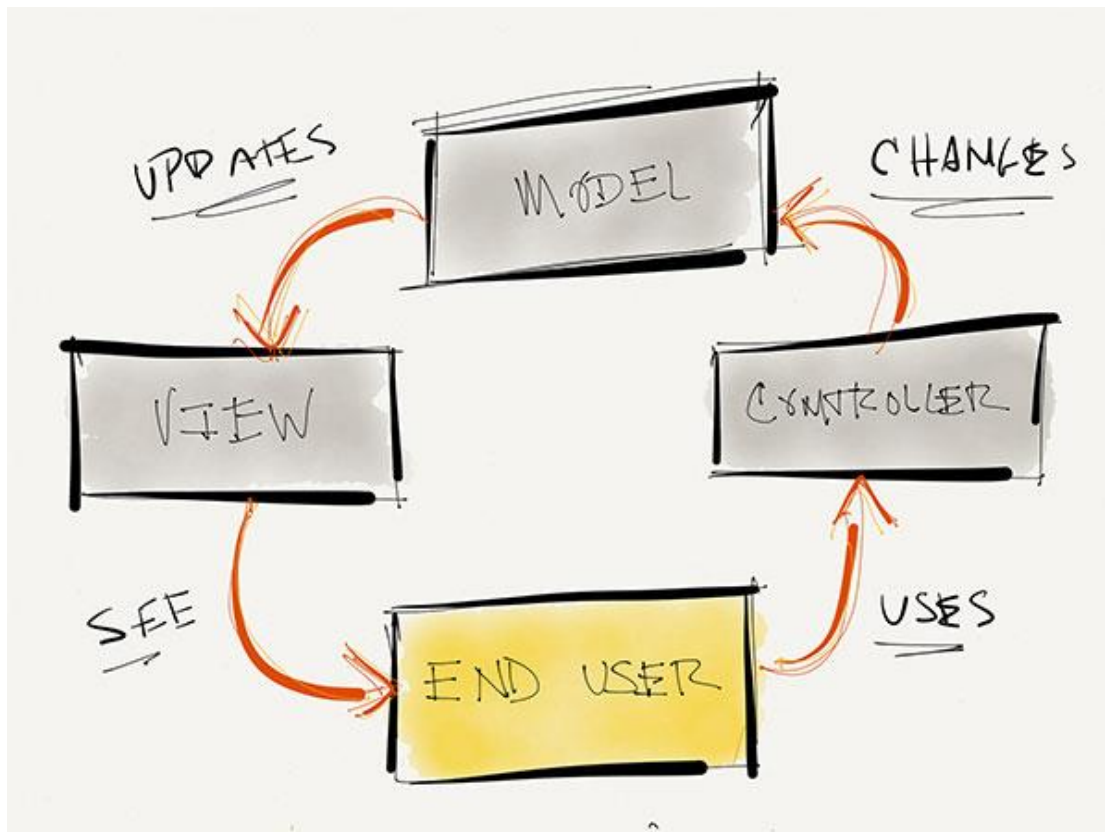 UPDATES
MODEL
CHANGES
VIEW
CONTROLLER
SEE
END USER
USES